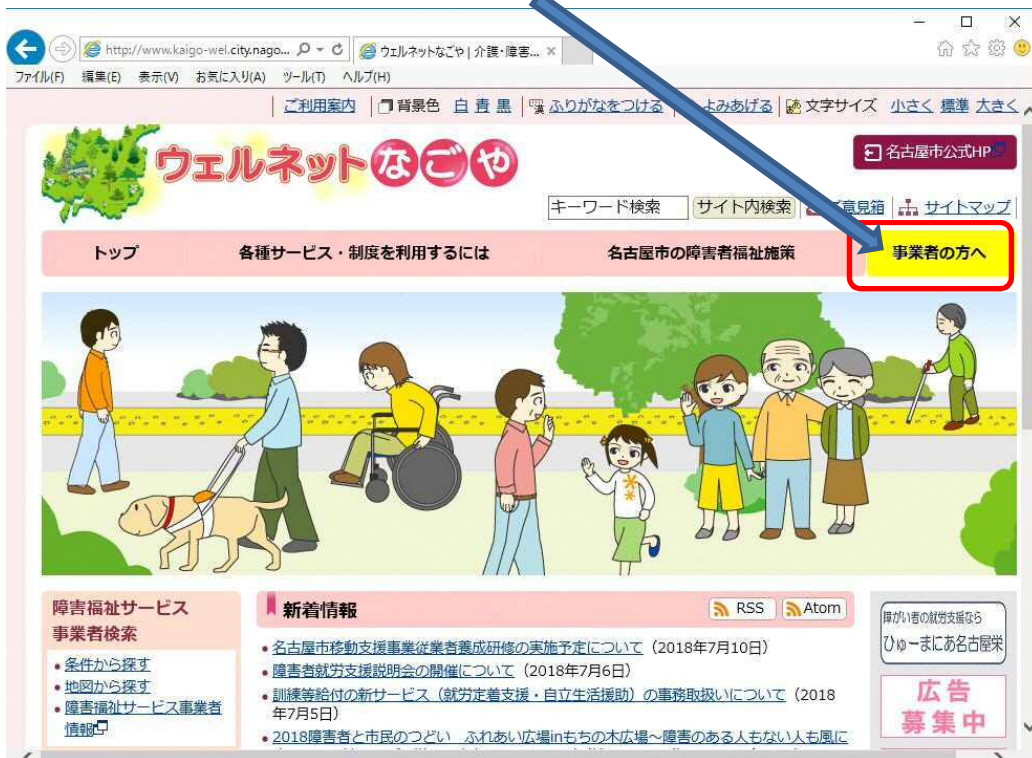 http://www.kaigo-wel.city.nago...
ウェルネットなごや | 介護・障害...
ファイル(F) 編集(E) 表示(V) お気に入り(A) ツール(T) ヘルプ(H)
ご利用案内 背景色 白 青 黒 ふりがなをつける よみあげる 文字サイズ 小さく 標準 大きく
ウェルネットなごや
名古屋市公式HP
キーワード検索 サイト内検索 意見箱 サイトマップ
トップ 各種サービス・制度を利用するには 名古屋市の障害者福祉施策 事業者の方へ
障害福祉サービス
事業者検索
・条件から探す
・地図から探す
・障害福祉サービス事業者
情報
新着情報 RSS Atom
・名古屋市移動支援事業従業者養成研修の実施予定について(2018年7月10日)
・障害者就労支援説明会の開催について(2018年7月6日)
・訓練等給付の新サービス(就労定着支援・自立生活援助)の事務取扱いについて(2018
年7月5日)
・2018障害者と市民のつどい ふれあい広場inもちの木広場~障害のある人もない人も風に
障がい者の就労支援なら
ひゅーまにあ名古屋栄
広告
募集中